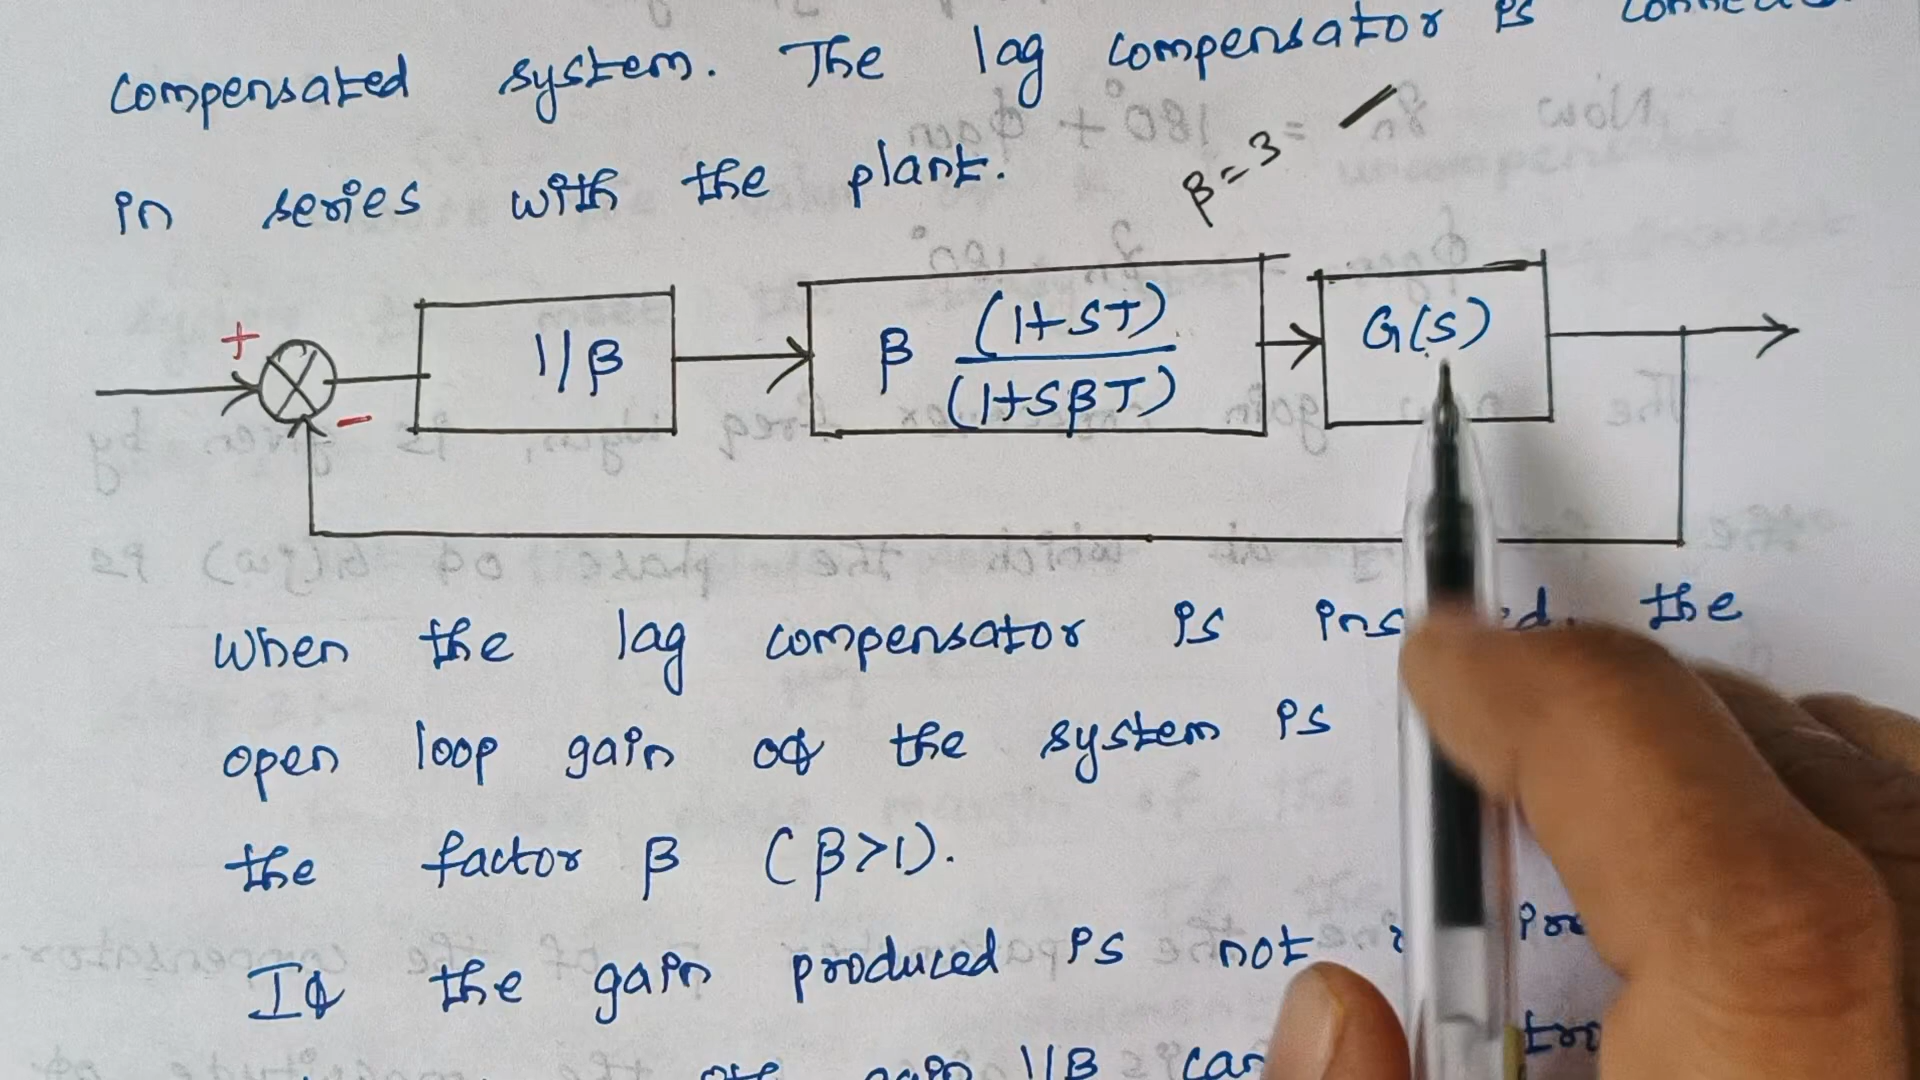 compensated system. The lag compensator is
in series with the plant.
β=3
+
-
1/β
β (1+ST) / (1+SβT)
G(s)
When the lag compensator is the
open loop gain of the system is
the factor β (β>1).
If the gain produced is not
gain 1/β